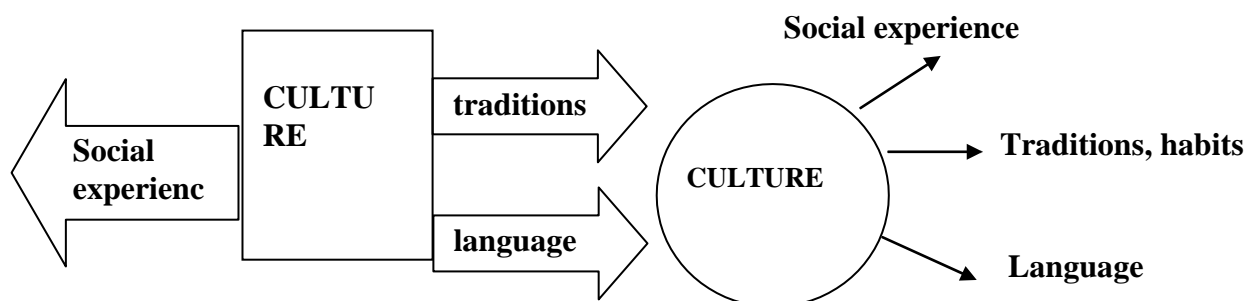 Social experience
CULTU
RE
traditions
Social
experienc
CULTURE
Traditions, habits
language
Language